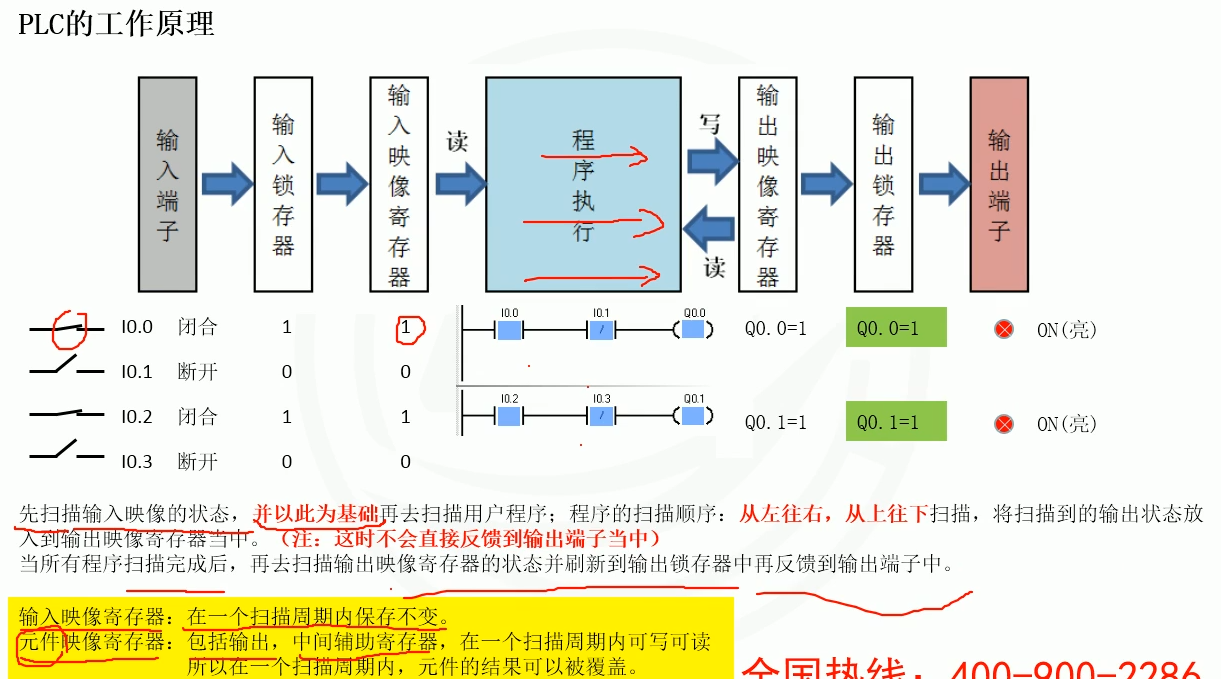 PLC的工作原理
输入端子
输入锁存器
输入映像寄存器
读
程序执行
写
读
输出映像寄存器
输出锁存器
输出端子
I0.0 闭合 1 1
I0.1 断开 0 0
I0.2 闭合 1 1
I0.3 断开 0 0
I0.0 I0.1 Q0.0
/
Q0.0=1 Q0.0=1 ON(亮)
I0.2 I0.3 Q0.1
/
Q0.1=1 Q0.1=1 ON(亮)
先扫描输入映像的状态，并以此为基础再去扫描用户程序；程序的扫描顺序：从左往右，从上往下扫描，将扫描到的输出状态放
入到输出映像寄存器当中。（注：这时不会直接反馈到输出端子当中）
当所有程序扫描完成后，再去扫描输出映像寄存器的状态并刷新到输出锁存器中再反馈到输出端子中。
输入映像寄存器：在一个扫描周期内保存不变。
元件映像寄存器：包括输出，中间辅助寄存器，在一个扫描周期内可写可读
所以在一个扫描周期内，元件的结果可以被覆盖。
全国热线：400-900-2286